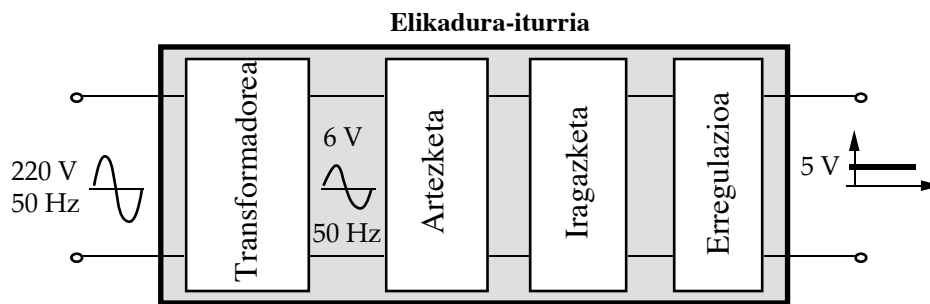 Elikadura-iturria
220 V
50 Hz
Transformadorea
6 V
50 Hz
Artezketa
Iragazketa
Erregulazioa
5 V